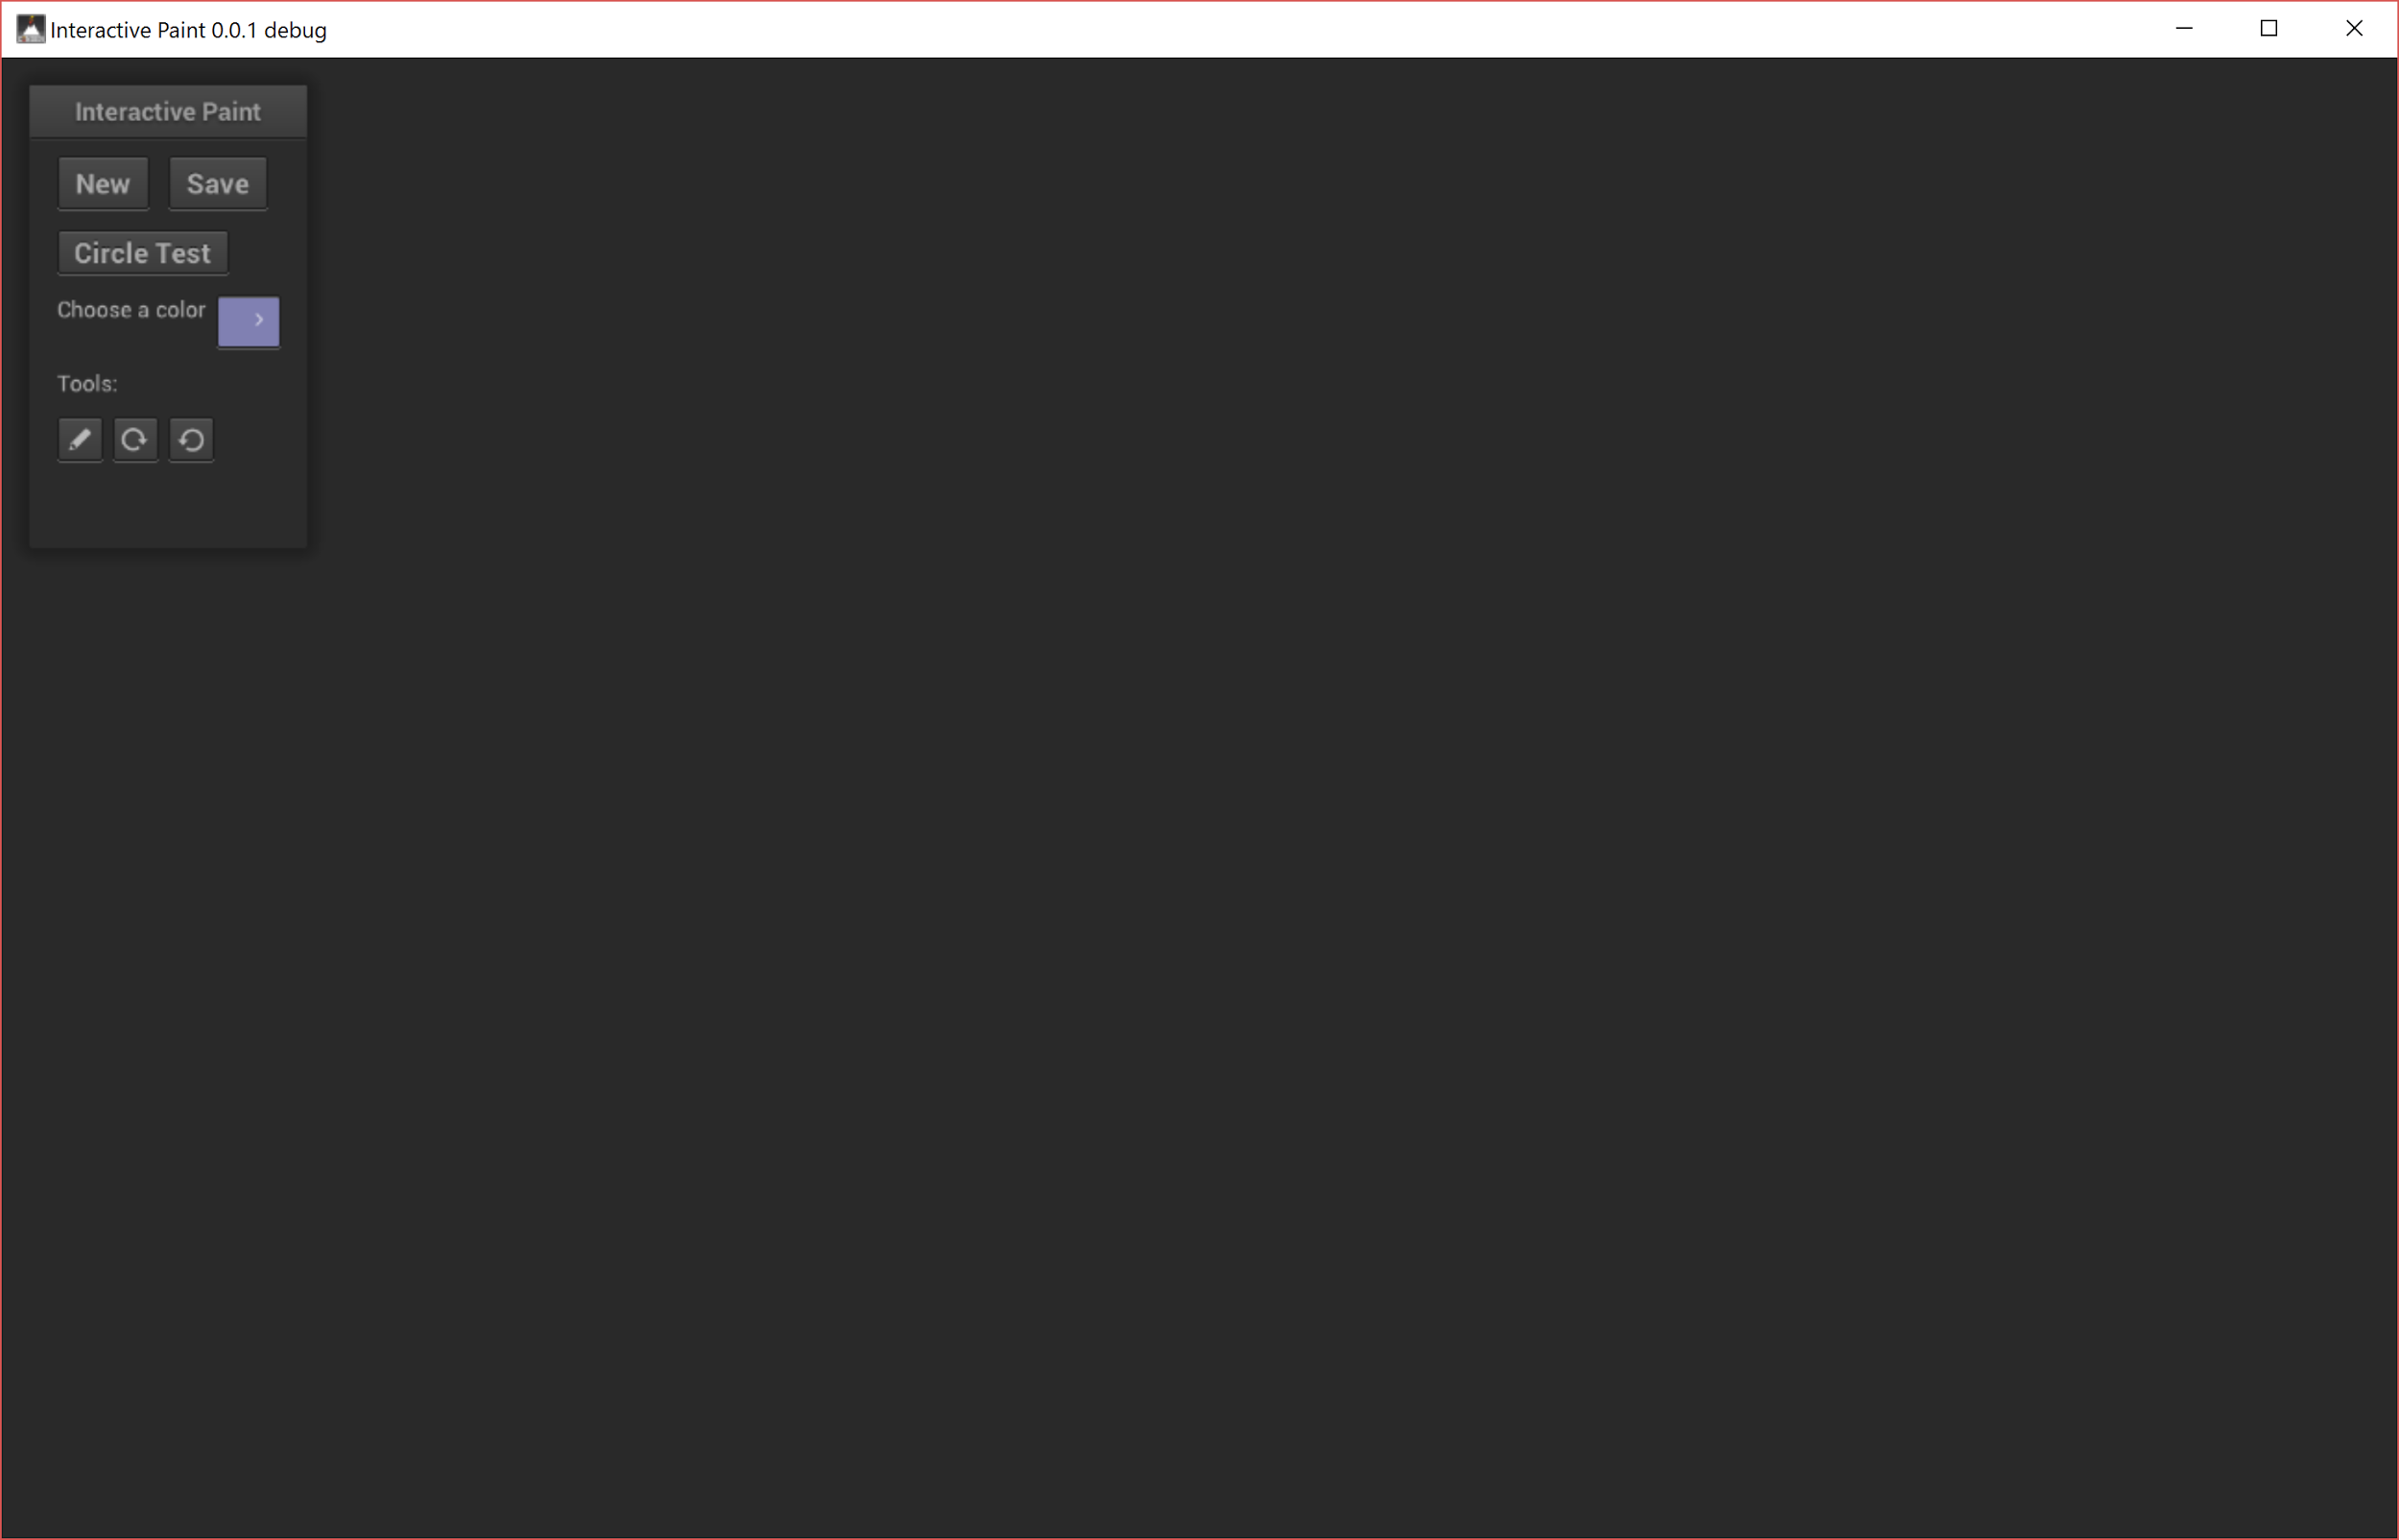 Interactive Paint 0.0.1 debug
Interactive Paint
New Save
Circle Test
Choose a color
Tools: